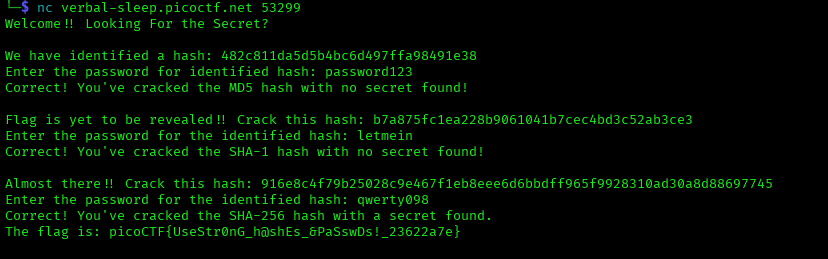 └─$ nc verbal-sleep.picoctf.net 53299
Welcome!! Looking For the Secret?
We have identified a hash: 482c811da5d5b4bc6d497ffa98491e38
Enter the password for identified hash: password123
Correct! You've cracked the MD5 hash with no secret found!
Flag is yet to be revealed!! Crack this hash: b7a875fc1ea228b9061041b7cec4bd3c52ab3ce3
Enter the password for the identified hash: letmein
Correct! You've cracked the SHA-1 hash with no secret found!
Almost there!! Crack this hash: 916e8c4f79b25028c9e467f1eb8eee6d6bbdff965f9928310ad30a8d88697745
Enter the password for the identified hash: qwerty098
Correct! You've cracked the SHA-256 hash with a secret found.
The flag is: picoCTF{UseStr0nG_h@shEs_&PaSswDs!_23622a7e}